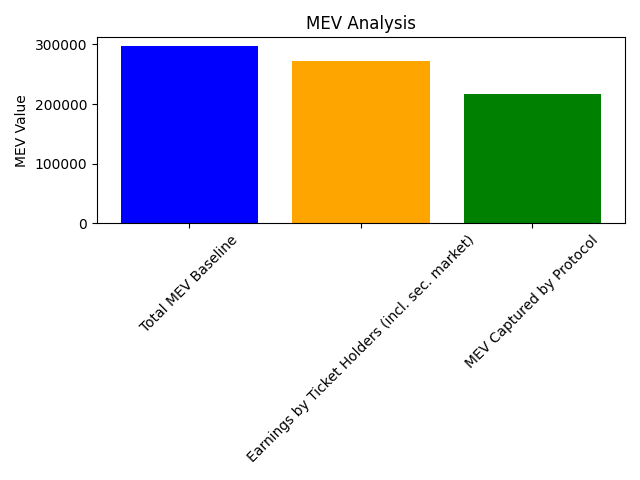 MEV Analysis
MEV Value
300000
200000
100000
0
Total MEV Baseline
Earnings by Ticket Holders (incl. sec. market)
MEV Captured by Protocol